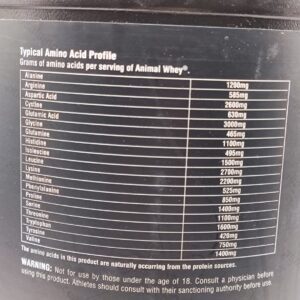 Typical Amino Acid Profile
Grams of amino acids per serving of Animal Whey®.
Alanine 1200mg
Arginine 585mg
Aspartic Acid 2600mg
Cystine 630mg
Glutamic Acid 3000mg
Glycine 465mg
Glutamine 1100mg
Histidine 495mg
Isoleucine 1500mg
Leucine 2700mg
Lysine 2200mg
Methionine 525mg
Phenylalanine 850mg
Proline 1400mg
Serine 1100mg
Threonine 1600mg
Tryptophan 420mg
Tyrosine 750mg
Valine 1400mg
The amino acids in this product are naturally occurring from the protein sources.
WARNING: Not for use by those under the age of 18. Consult a physician before
using this product. Athletes should consult with their sanctioning authority before use.